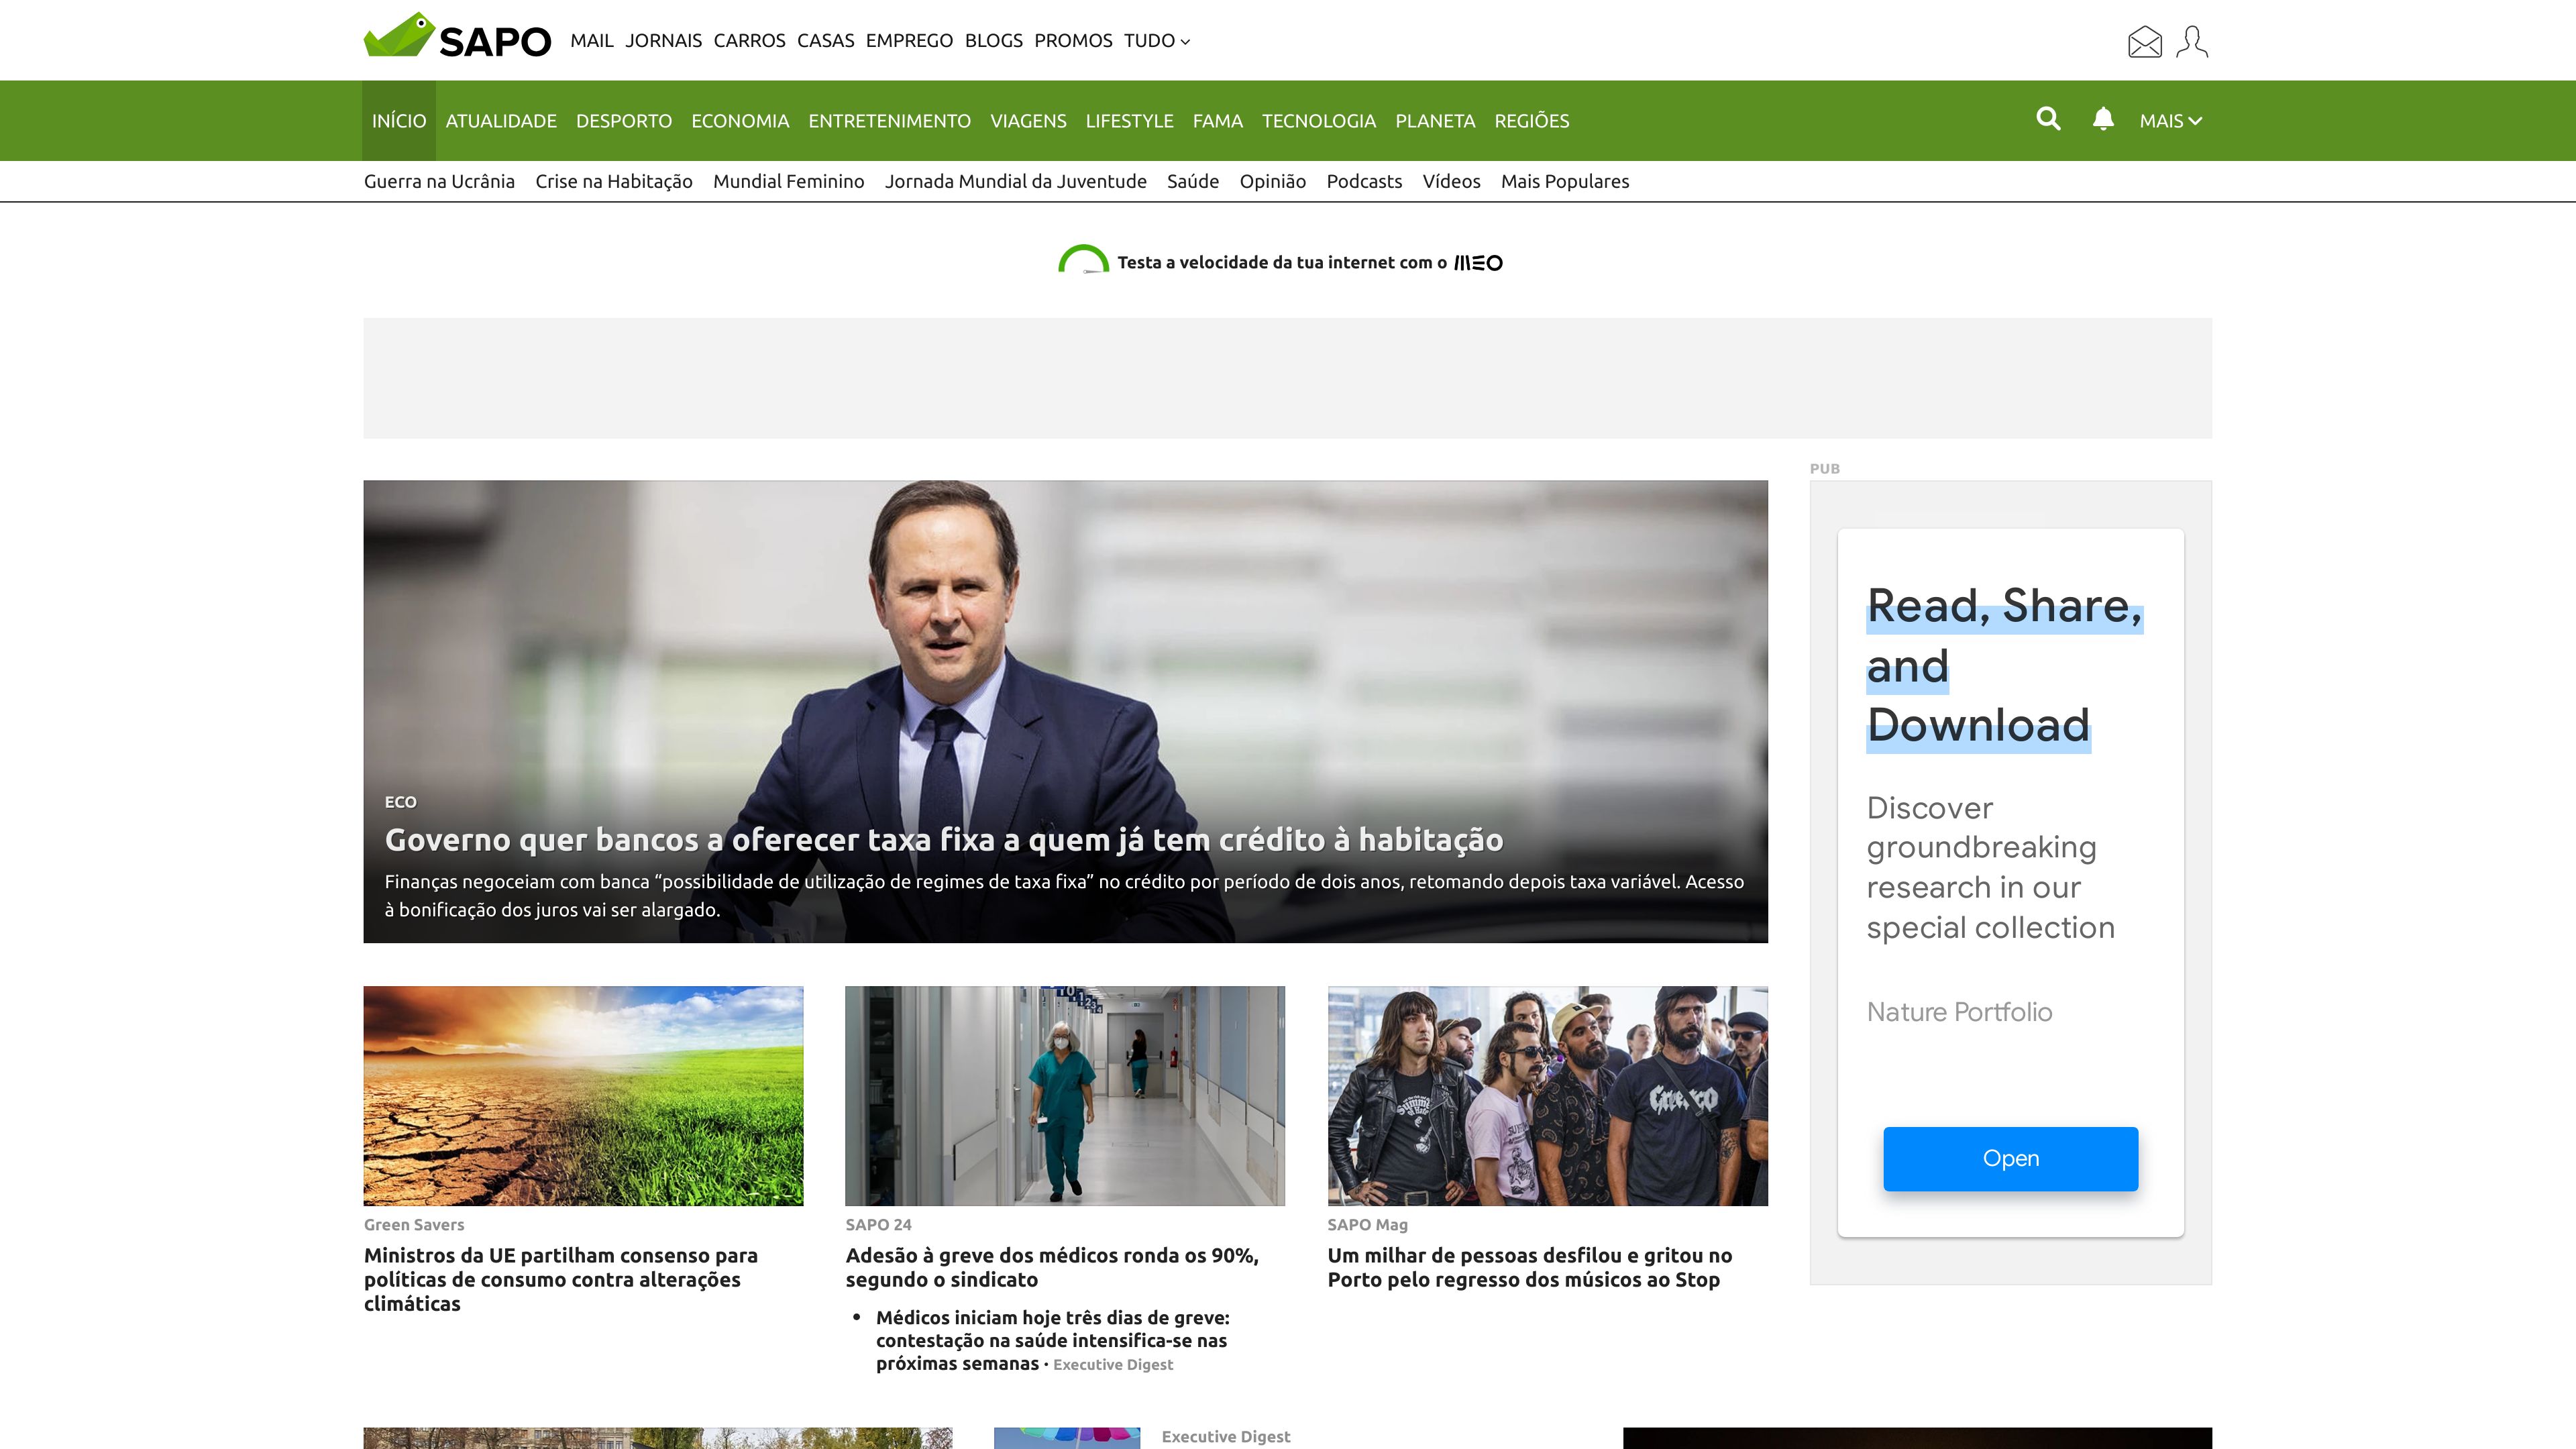 SAPO
MAIL JORNAIS CARROS CASAS EMPREGO BLOGS PROMOS TUDO
INÍCIO ATUALIDADE DESPORTO ECONOMIA ENTRETENIMENTO VIAGENS LIFESTYLE FAMA TECNOLOGIA PLANETA REGIÕES MAIS
Guerra na Ucrânia Crise na Habitação Mundial Feminino Jornada Mundial da Juventude Saúde Opinião Podcasts Vídeos Mais Populares
Testa a velocidade da tua internet com o MEO
ECO
Governo quer bancos a oferecer taxa fixa a quem já tem crédito à habitação
Finanças negoceiam com banca “possibilidade de utilização de regimes de taxa fixa” no crédito por período de dois anos, retomando depois taxa variável. Acesso
à bonificação dos juros vai ser alargado.
PUB
Read, Share,
and
Download
Discover
groundbreaking
research in our
special collection
Nature Portfolio
Open
Green Savers
Ministros da UE partilham consenso para
políticas de consumo contra alterações
climáticas
SAPO 24
Adesão à greve dos médicos ronda os 90%,
segundo o sindicato
• Médicos iniciam hoje três dias de greve:
contestação na saúde intensifica-se nas
próximas semanas · Executive Digest
SAPO Mag
Um milhar de pessoas desfilou e gritou no
Porto pelo regresso dos músicos ao Stop
Executive Digest